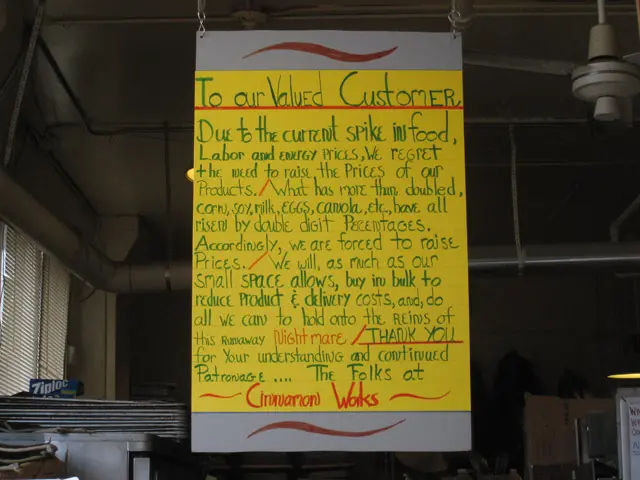 To our Valued Customer,
Due to the current spike in food,
Labor and energy prices, We regret
the need to raise the Prices of our
Products. / What has more than doubled,
corn, soy, milk, EGGS, canola, etc., have all
risen by double digit Pecentages.
Accordingly, we are forced to raise
Prices. / We will, as much as our
small space allows, buy in bulk to
reduce Product & delivery costs, and, do
all we can to hold onto the reins of
this runaway Nightmare / THANK YOU
for Your understanding and continued
Patronage .... The Folks at
~ Cinnamon Works ~
Ziploc